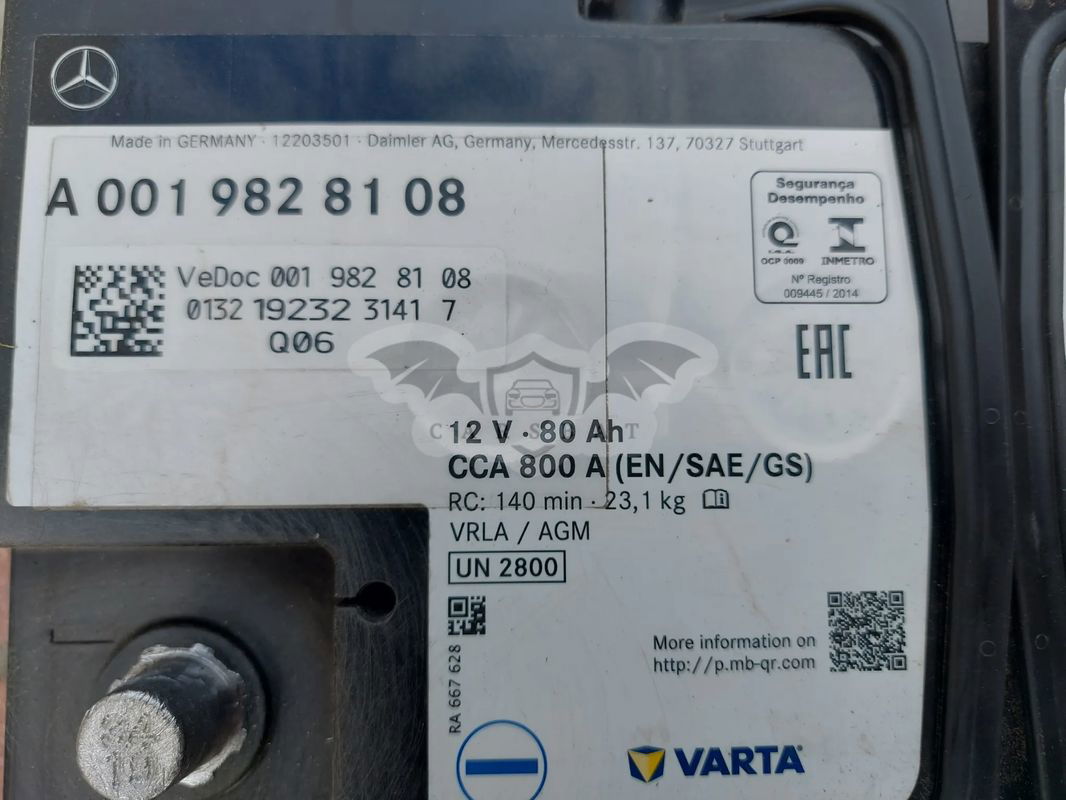 Made in GERMANY · 12203501 · Daimler AG, Germany, Mercedesstr. 137, 70327 Stuttgart
A 001 982 81 08
VeDoc 001 982 81 08
0132 19232 3141 7
Q06
Segurança
Desempenho
OCP 0009
INMETRO
Nº Registro
009445 / 2014
EAC
12 V · 80 Ah
CCA 800 A (EN/SAE/GS)
RC: 140 min · 23,1 kg
VRLA / AGM
UN 2800
RA 667 628
More information on
http://p.mb-qr.com
VARTA